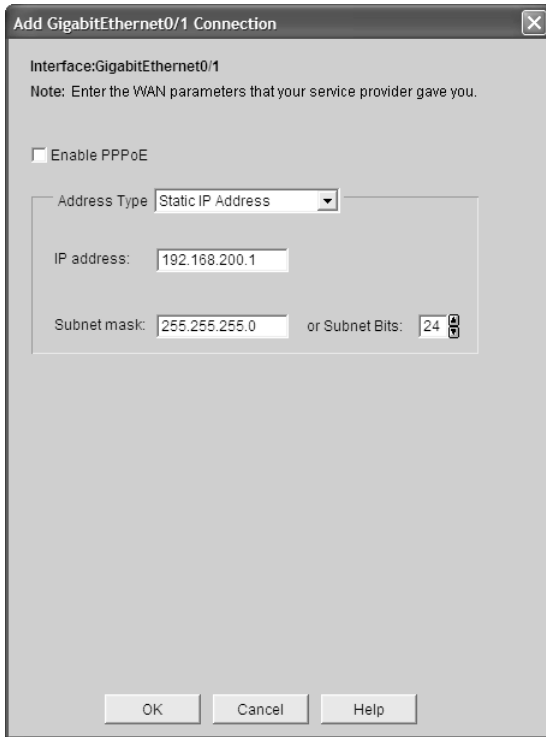 Add GigabitEthernet0/1 Connection
Interface:GigabitEthernet0/1
Note: Enter the WAN parameters that your service provider gave you.
Enable PPPoE
Address Type Static IP Address
IP address: 192.168.200.1
Subnet mask: 255.255.255.0 or Subnet Bits: 24
OK Cancel Help